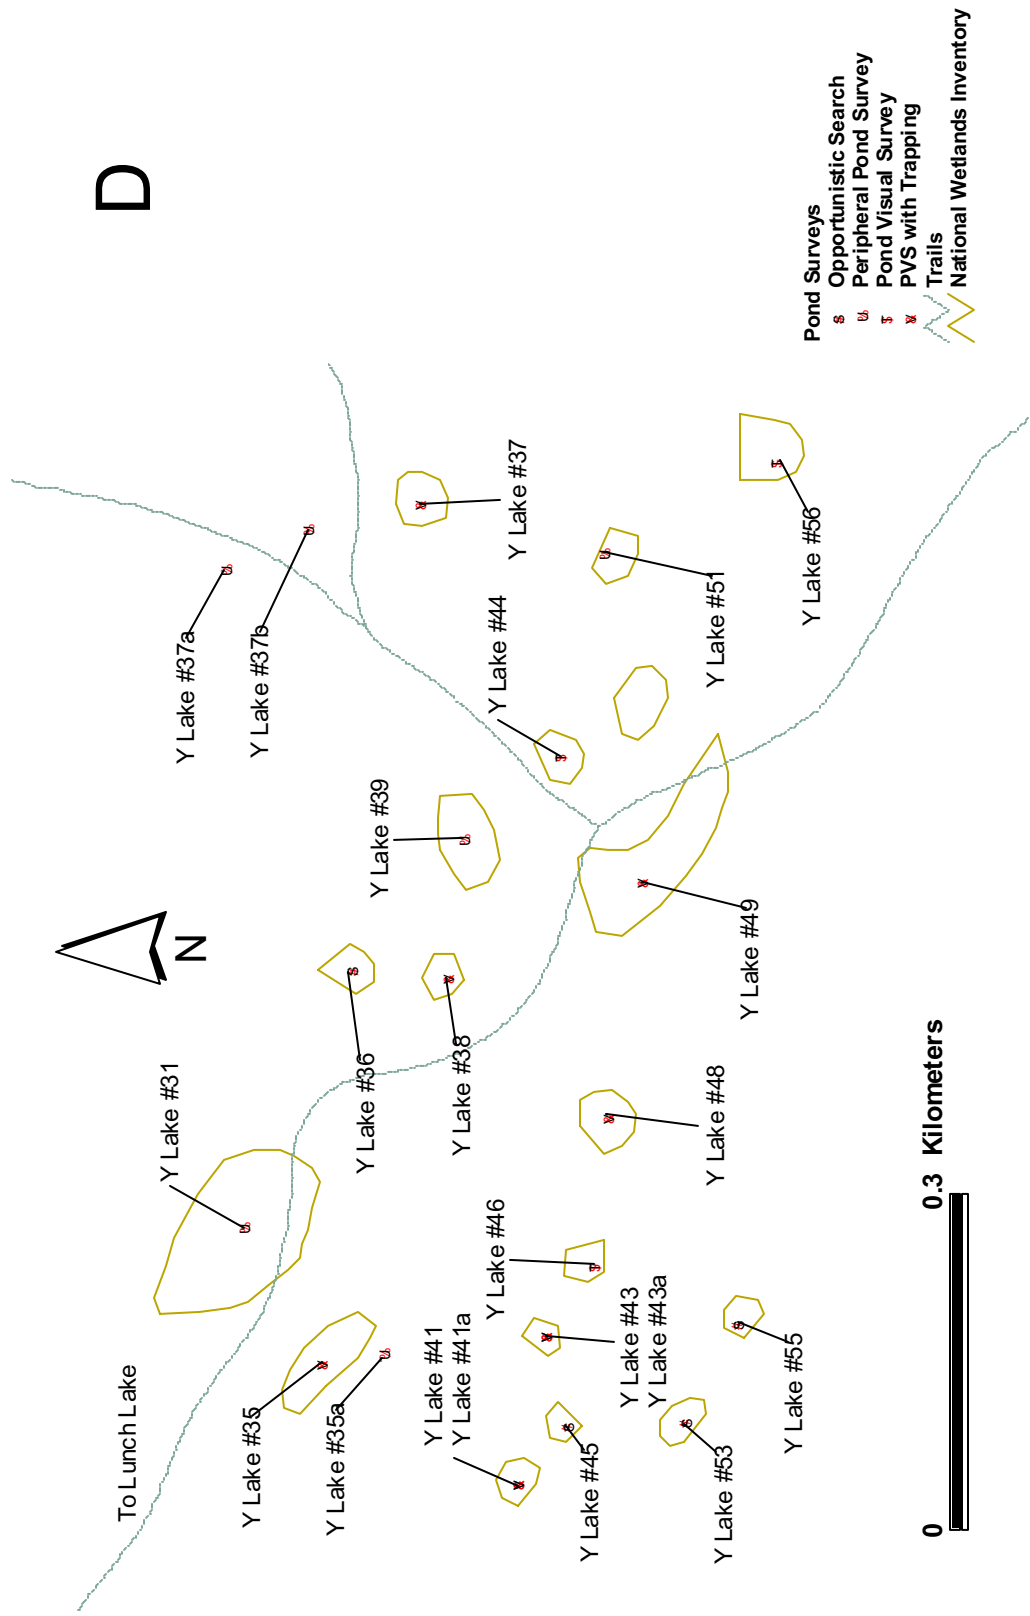 D
N
To Lunch Lake
Y Lake #31
Y Lake #35
Y Lake #35a
Y Lake #36
Y Lake #37
Y Lake #37a
Y Lake #37b
Y Lake #38
Y Lake #39
Y Lake #41
Y Lake #41a
Y Lake #43
Y Lake #43a
Y Lake #44
Y Lake #45
Y Lake #46
Y Lake #48
Y Lake #49
Y Lake #51
Y Lake #53
Y Lake #55
Y Lake #56
0 0.3 Kilometers
Pond Surveys
Opportunistic Search
Peripheral Pond Survey
Pond Visual Survey
PVS with Trapping
Trails
National Wetlands Inventory